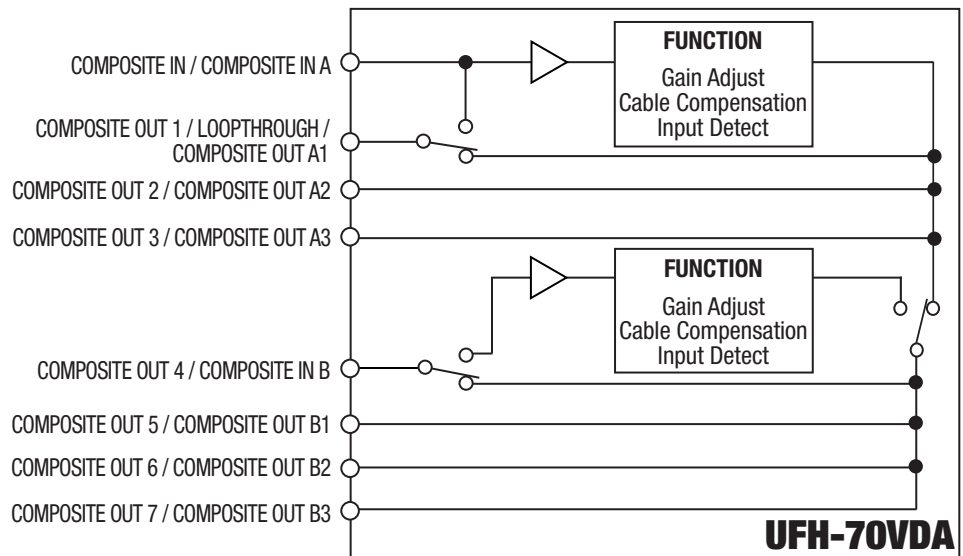 COMPOSITE IN / COMPOSITE IN A
FUNCTION
Gain Adjust
Cable Compensation
Input Detect
COMPOSITE OUT 1 / LOOPTHROUGH /
COMPOSITE OUT A1
COMPOSITE OUT 2 / COMPOSITE OUT A2
COMPOSITE OUT 3 / COMPOSITE OUT A3
FUNCTION
Gain Adjust
Cable Compensation
Input Detect
COMPOSITE OUT 4 / COMPOSITE IN B
COMPOSITE OUT 5 / COMPOSITE OUT B1
COMPOSITE OUT 6 / COMPOSITE OUT B2
COMPOSITE OUT 7 / COMPOSITE OUT B3
UFH-70VDA